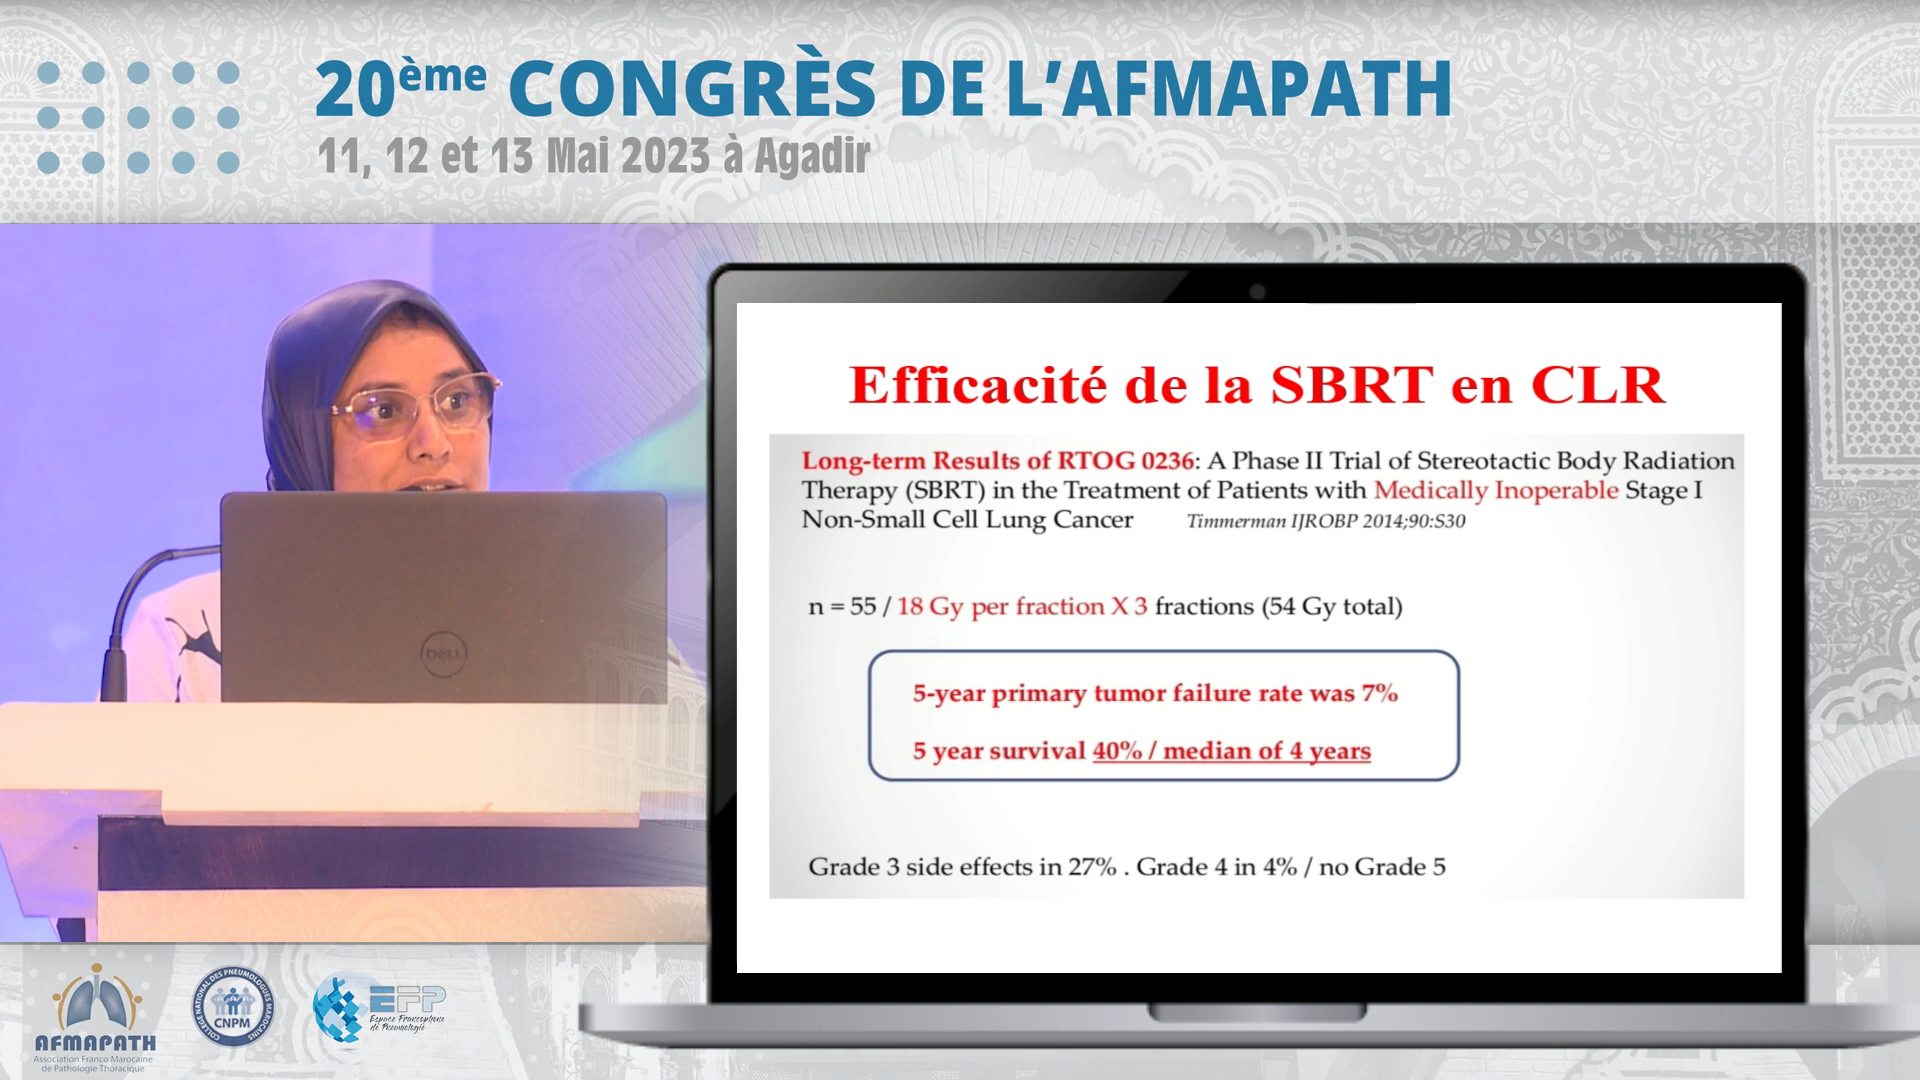 20ème CONGRÈS DE L'AFMAPATH
11, 12 et 13 Mai 2023 à Agadir
Efficacité de la SBRT en CLR
Long-term Results of RTOG 0236: A Phase II Trial of Stereotactic Body Radiation
Therapy (SBRT) in the Treatment of Patients with Medically Inoperable Stage I
Non-Small Cell Lung Cancer Timmerman IJROBP 2014;90:S30
n = 55 / 18 Gy per fraction X 3 fractions (54 Gy total)
5-year primary tumor failure rate was 7%
5 year survival 40% / median of 4 years
Grade 3 side effects in 27% . Grade 4 in 4% / no Grade 5
DELL
AFMAPATH
Association Franco Marocaine
de Pathologie Thoracique
COLLÈGE NATIONAL DES PNEUMOLOGUES MAROCAINS
CNPM
EFP
Espace Francophone
de Pneumologie